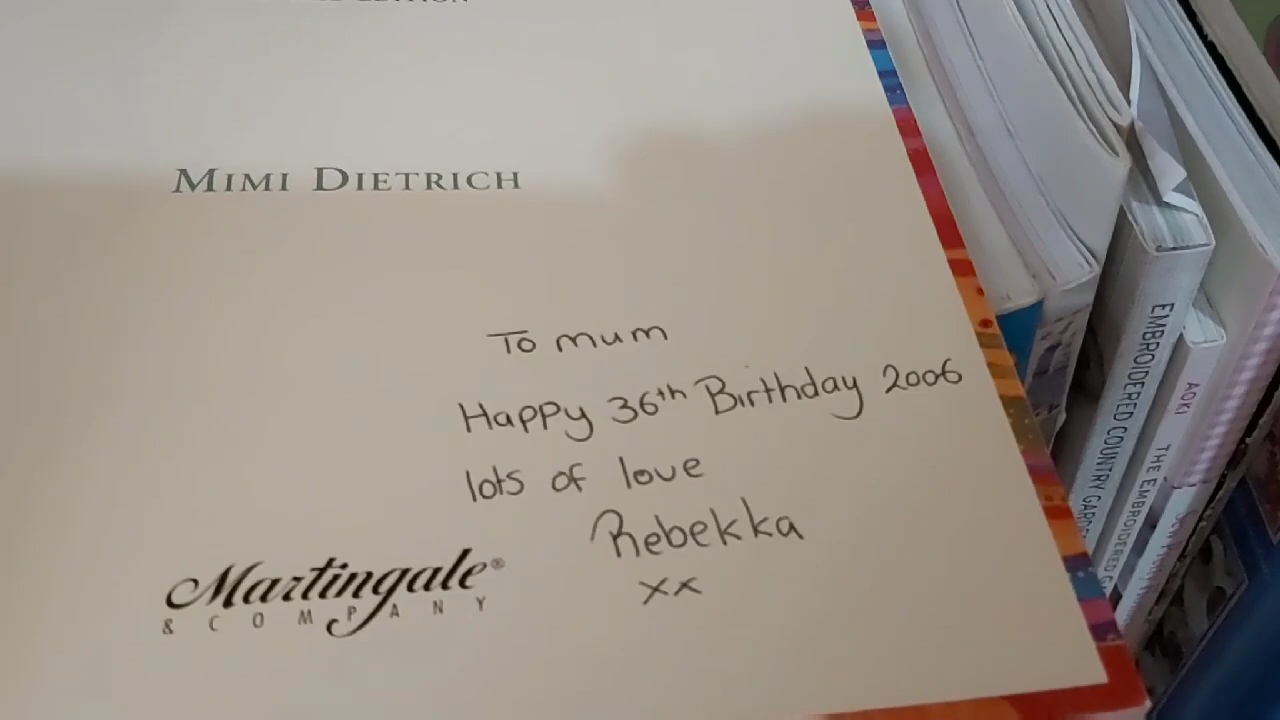 MIMI DIETRICH
To mum
Happy 36th Birthday 2006
lots of love
Rebekka
xx
Martingale®
& COMPANY
EMBROIDERED COUNTRY
AOKI THE EMBROIDERED